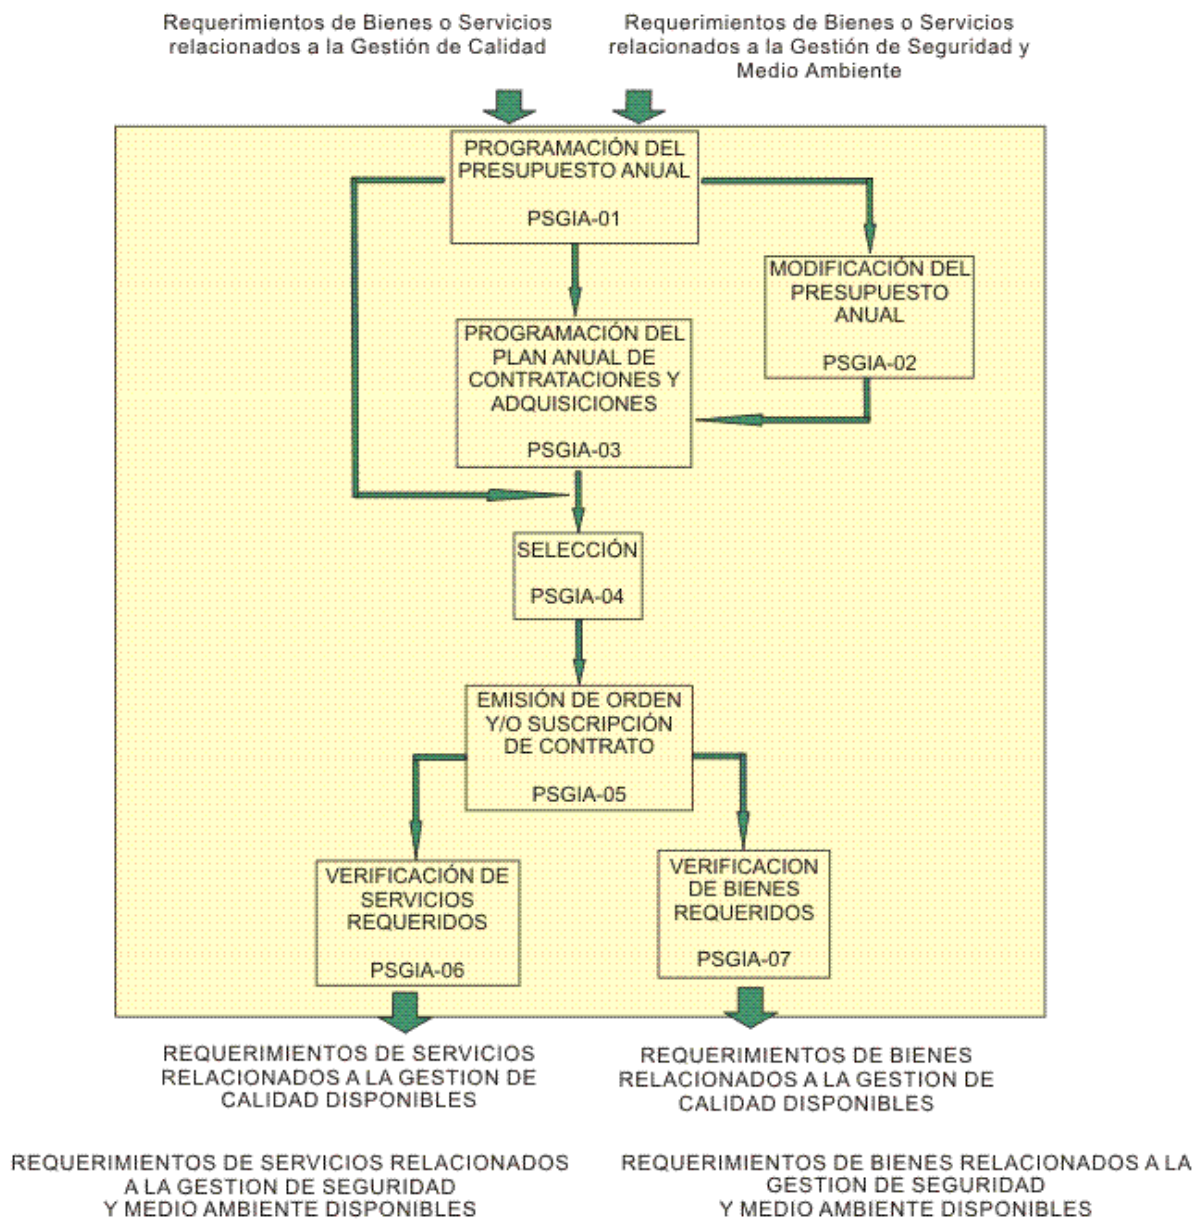 Requerimientos de Bienes o Servicios
relacionados a la Gestión de Calidad
Requerimientos de Bienes o Servicios
relacionados a la Gestión de Seguridad y
Medio Ambiente
PROGRAMACIÓN DEL
PRESUPUESTO ANUAL
PSGIA-01
MODIFICACIÓN DEL
PRESUPUESTO
ANUAL
PSGIA-02
PROGRAMACIÓN DEL
PLAN ANUAL DE
CONTRATACIONES Y
ADQUISICIONES
PSGIA-03
SELECCIÓN
PSGIA-04
EMISIÓN DE ORDEN
Y/O SUSCRIPCIÓN
DE CONTRATO
PSGIA-05
VERIFICACIÓN DE
SERVICIOS
REQUERIDOS
PSGIA-06
VERIFICACION
DE BIENES
REQUERIDOS
PSGIA-07
REQUERIMIENTOS DE SERVICIOS
RELACIONADOS A LA GESTION DE
CALIDAD DISPONIBLES
REQUERIMIENTOS DE BIENES
RELACIONADOS A LA GESTION DE
CALIDAD DISPONIBLES
REQUERIMIENTOS DE SERVICIOS RELACIONADOS
A LA GESTION DE SEGURIDAD
Y MEDIO AMBIENTE DISPONIBLES
REQUERIMIENTOS DE BIENES RELACIONADOS A LA
GESTION DE SEGURIDAD
Y MEDIO AMBIENTE DISPONIBLES